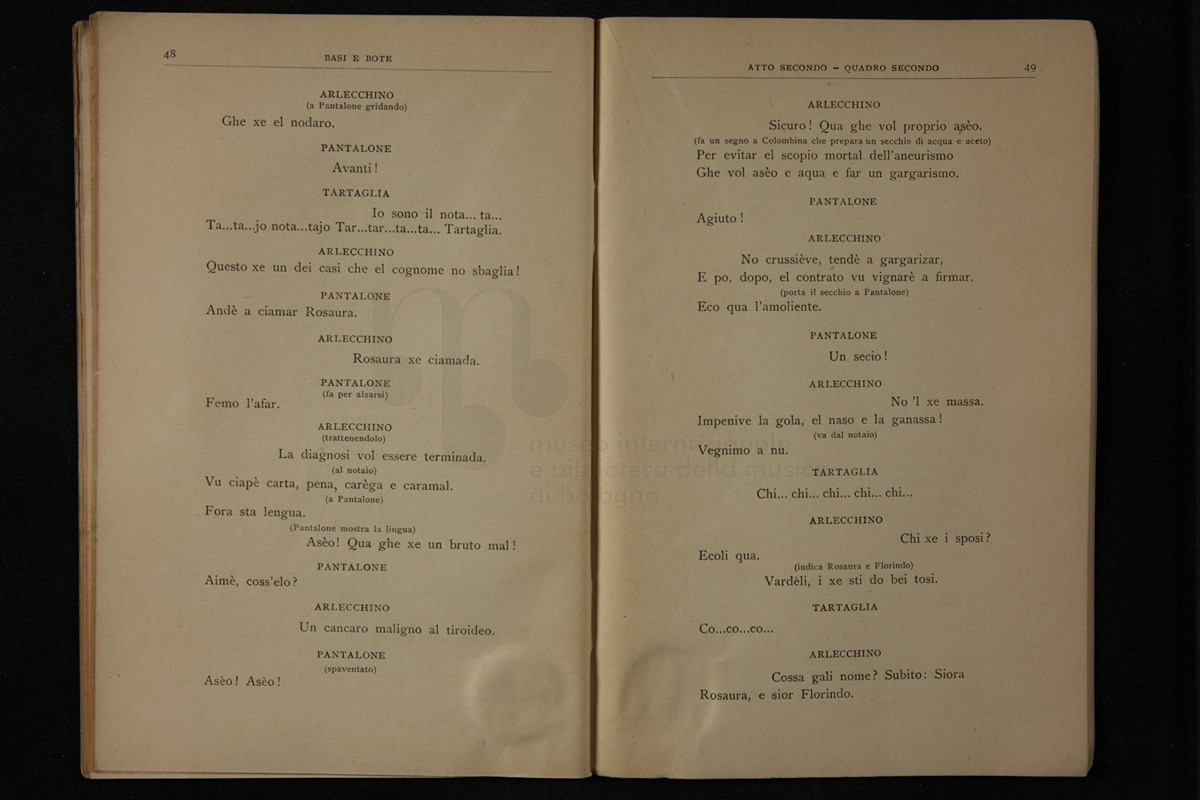 48
BASI E BOTE
ARLECCHINO
(a Pantalone gridando)
Ghe xe el nodaro.
PANTALONE
Avanti !
TARTAGLIA
Io sono il nota... ta...
Ta...ta...jo nota...tajo Tar...tar...ta...ta... Tartaglia.
ARLECCHINO
Questo xe un dei casi che el cognome no sbaglia!
PANTALONE
Andè a ciamar Rosaura.
ARLECCHINO
Rosaura xe ciamada.
PANTALONE
(fa per alzarsi)
Femo l'afar.
ARLECCHINO
(trattenendolo)
La diagnosi vol essere terminada.
(al notaio)
Vu ciapè carta, pena, carèga e caramal.
(a Pantalone)
Fora sta lengua.
(Pantalone mostra la lingua)
Asèo! Qua ghe xe un bruto mal!
PANTALONE
Aimè, coss'elo?
ARLECCHINO
Un cancaro maligno al tiroideo.
PANTALONE
(spaventato)
Asèo! Asèo!
ATTO SECONDO - QUADRO SECONDO
49
ARLECCHINO
Sicuro! Qua ghe vol proprio asèo.
(fa un segno a Colombina che prepara un secchio di acqua e aceto)
Per evitar el scopio mortal dell'aneurismo
Ghe vol asèo e aqua e far un gargarismo.
PANTALONE
Agiuto !
ARLECCHINO
No crussiève, tendè a gargarizar,
E po, dopo, el contrato vu vignarè a firmar.
(porta il secchio a Pantalone)
Eco qua l'amoliente.
PANTALONE
Un secio !
ARLECCHINO
No 'l xe massa.
Impenive la gola, el naso e la ganassa !
(va dal notaio)
Vegnimo a nu.
TARTAGLIA
Chi... chi... chi... chi... chi...
ARLECCHINO
Chi xe i sposi?
Ecoli qua.
(indica Rosaura e Florindo)
Vardèli, i xe sti do bei tosi.
TARTAGLIA
Co...co...co...
ARLECCHINO
Cossa gali nome? Subito: Siora
Rosaura, e sior Florindo.
museo internazionale
e biblioteca della musica
di bologna